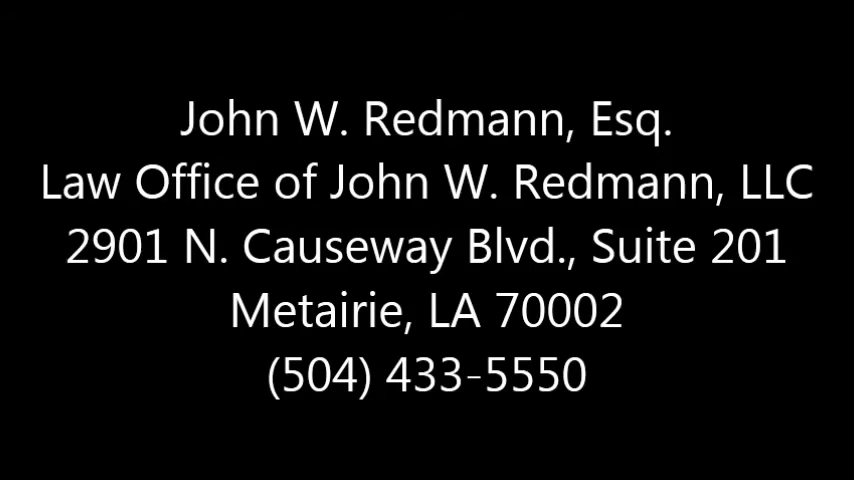 John W. Redmann, Esq.
Law Office of John W. Redmann, LLC
2901 N. Causeway Blvd., Suite 201
Metairie, LA 70002
(504) 433-5550